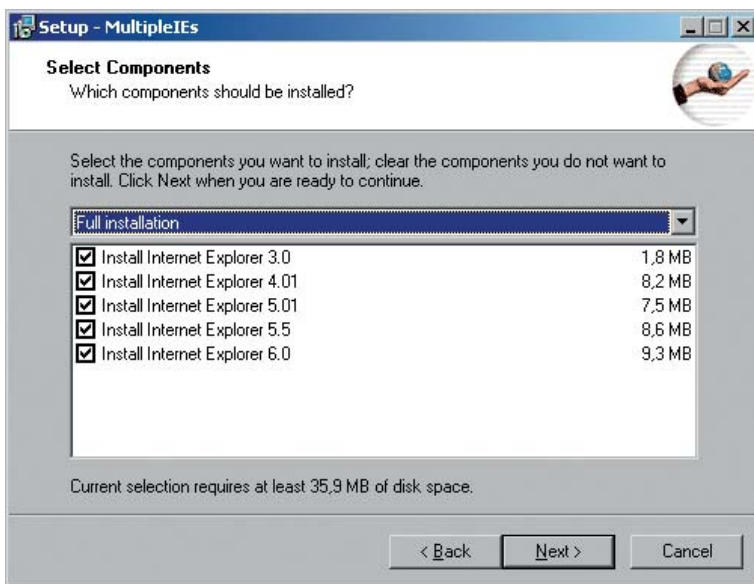 Setup - MultipleIEs
Select Components
Which components should be installed?
Select the components you want to install; clear the components you do not want to
install. Click Next when you are ready to continue.
Full installation
Install Internet Explorer 3.0 1,8 MB
Install Internet Explorer 4.01 8,2 MB
Install Internet Explorer 5.01 7,5 MB
Install Internet Explorer 5.5 8,6 MB
Install Internet Explorer 6.0 9,3 MB
Current selection requires at least 35,9 MB of disk space.
< Back Next > Cancel